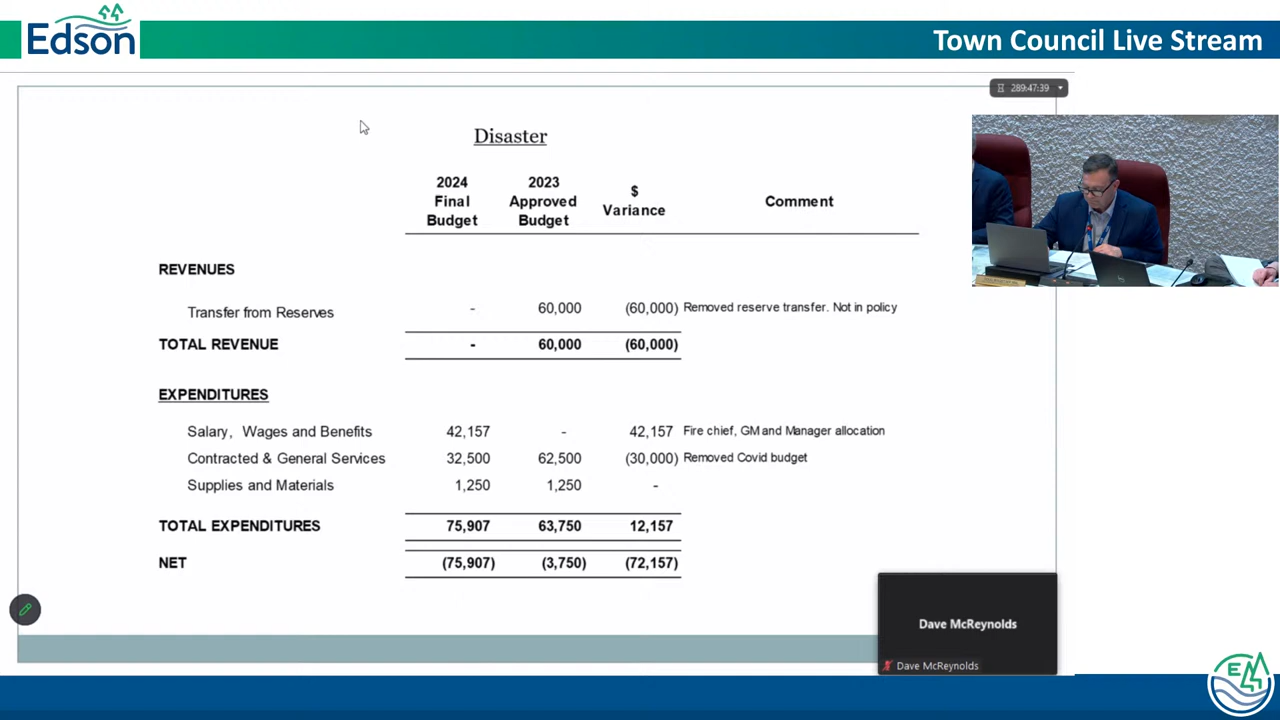 Edson
Town Council Live Stream
289:47:39
Disaster
2024 Final Budget
2023 Approved Budget
$ Variance
Comment
REVENUES
Transfer from Reserves - 60,000 (60,000) Removed reserve transfer. Not in policy
TOTAL REVENUE - 60,000 (60,000)
EXPENDITURES
Salary, Wages and Benefits 42,157 - 42,157 Fire chief, GM and Manager allocation
Contracted & General Services 32,500 62,500 (30,000) Removed Covid budget
Supplies and Materials 1,250 1,250 -
TOTAL EXPENDITURES 75,907 63,750 12,157
NET (75,907) (3,750) (72,157)
Dave McReynolds
Dave McReynolds